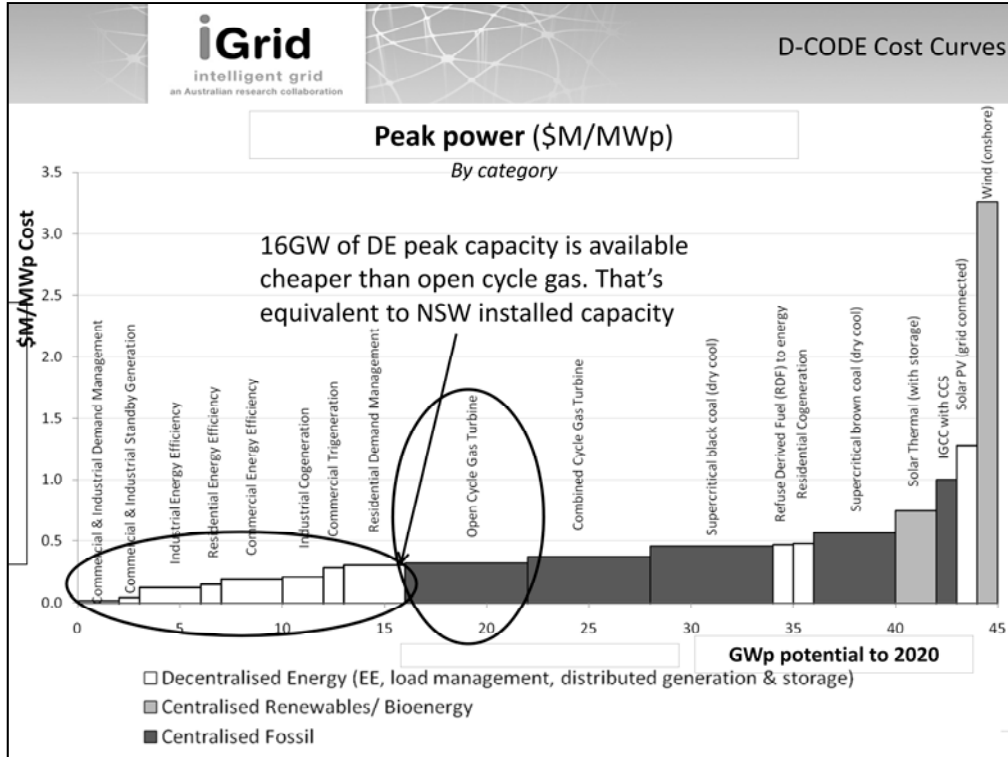 iGrid
intelligent grid
an Australian research collaboration
D-CODE Cost Curves
Peak power ($M/MWp)
By category
$M/MWp Cost
3.5
3.0
2.5
2.0
1.5
1.0
0.5
0.0
16GW of DE peak capacity is available
cheaper than open cycle gas. That's
equivalent to NSW installed capacity
Commercial & Industrial Demand Management
Commercial & Industrial Standby Generation
Industrial Energy Efficiency
Residential Energy Efficiency
Commercial Energy Efficiency
Industrial Cogeneration
Commercial Trigeneration
Residential Demand Management
Open Cycle Gas Turbine
Combined Cycle Gas Turbine
Supercritical black coal (dry cool)
Refuse Derived Fuel (RDF) to energy
Residential Cogeneration
Supercritical brown coal (dry cool)
Solar Thermal (with storage)
IGCC with CCS
Solar PV (grid connected)
Wind (onshore)
0 5 10 15 20 25 30 35 40 45
GWp potential to 2020
Decentralised Energy (EE, load management, distributed generation & storage)
Centralised Renewables/ Bioenergy
Centralised Fossil